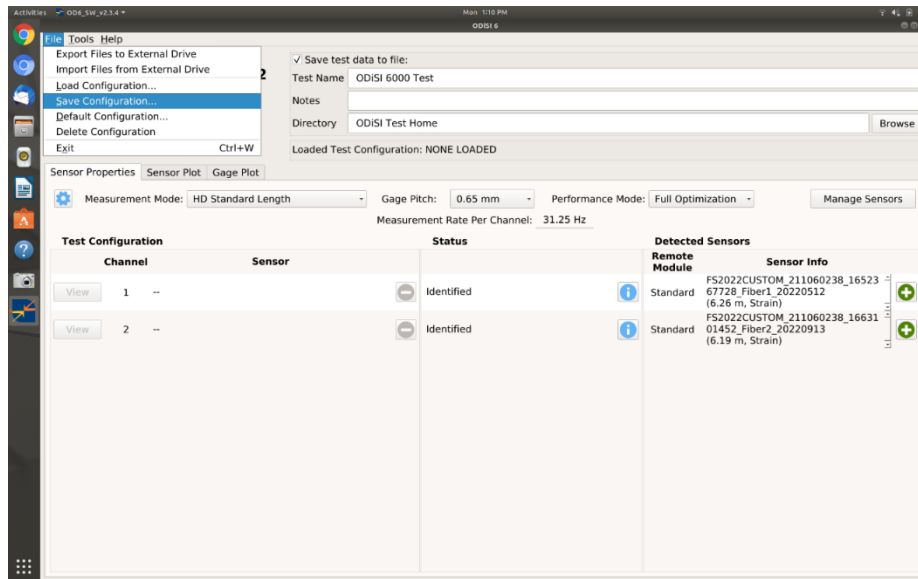 Activities OD6_SW_v2.3.4 Mon 1:10 PM
ODiSI 6
File Tools Help
Export Files to External Drive
Import Files from External Drive
Load Configuration...
Save Configuration...
Default Configuration...
Delete Configuration
Exit Ctrl+W
2
✓ Save test data to file:
Test Name ODiSI 6000 Test
Notes
Directory ODiSI Test Home Browse
Loaded Test Configuration: NONE LOADED
Sensor Properties Sensor Plot Gage Plot
Measurement Mode: HD Standard Length Gage Pitch: 0.65 mm Performance Mode: Full Optimization Manage Sensors
Measurement Rate Per Channel: 31.25 Hz
Test Configuration Status Detected Sensors
Channel Sensor Remote Module Sensor Info
View 1 -- Identified Standard FS2022CUSTOM_211060238_16523
67728_Fiber1_20220512
(6.26 m, Strain)
View 2 -- Identified Standard FS2022CUSTOM_211060238_16631
01452_Fiber2_20220913
(6.19 m, Strain)